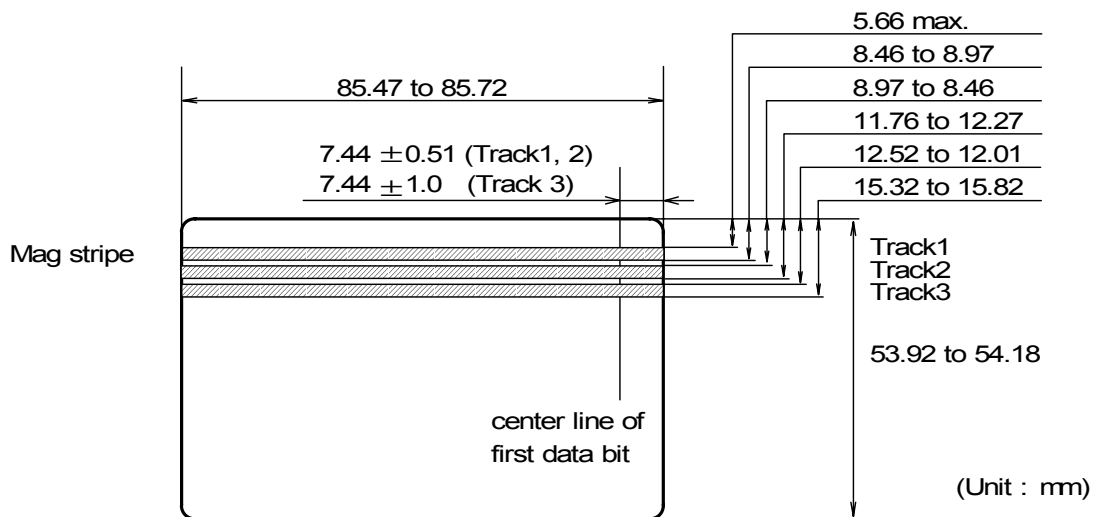 5.66 max.
8.46 to 8.97
85.47 to 85.72
8.97 to 8.46
11.76 to 12.27
7.44 ±0.51 (Track1, 2)
12.52 to 12.01
7.44 ±1.0 (Track 3)
15.32 to 15.82
Mag stripe
Track1
Track2
Track3
53.92 to 54.18
center line of
first data bit
(Unit : mm)